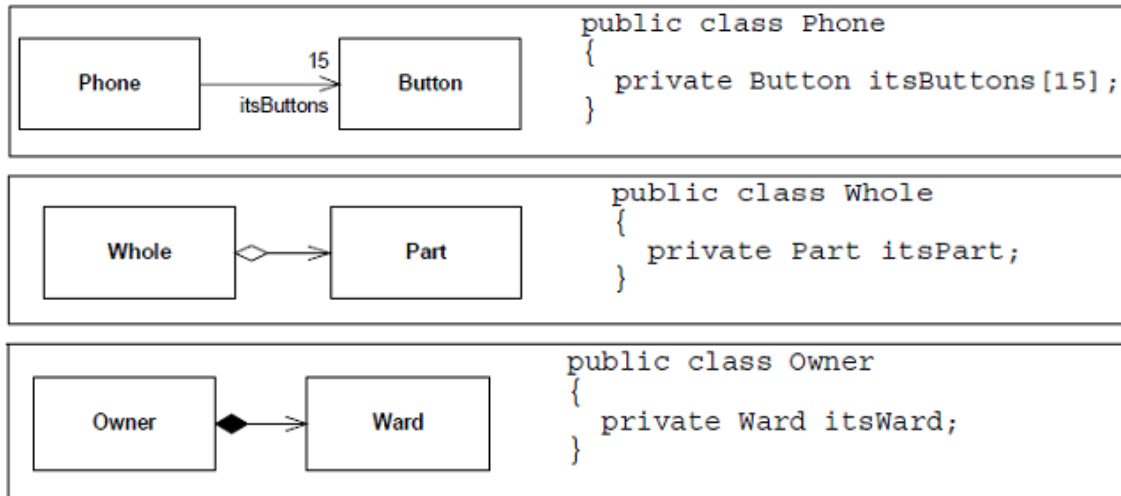 Phone
15
itsButtons
Button
public class Phone
{
private Button itsButtons[15];
}
Whole
Part
public class Whole
{
private Part itsPart;
}
Owner
Ward
public class Owner
{
private Ward itsWard;
}